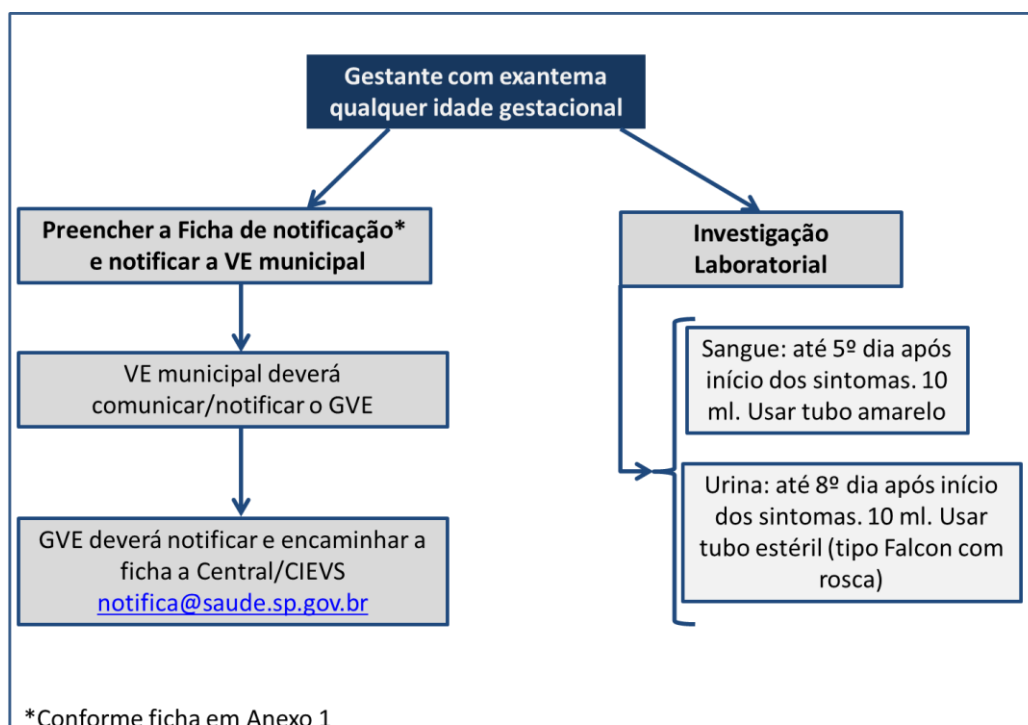 Gestante com exantema
qualquer idade gestacional
Preencher a Ficha de notificação*
e notificar a VE municipal
VE municipal deverá
comunicar/notificar o GVE
GVE deverá notificar e encaminhar a
ficha a Central/CIEVS
notifica@saude.sp.gov.br
Investigação
Laboratorial
Sangue: até 5º dia após
início dos sintomas. 10
ml. Usar tubo amarelo
Urina: até 8º dia após início
dos sintomas. 10 ml. Usar
tubo estéril (tipo Falcon com
rosca)
*Conforme ficha em Anexo 1